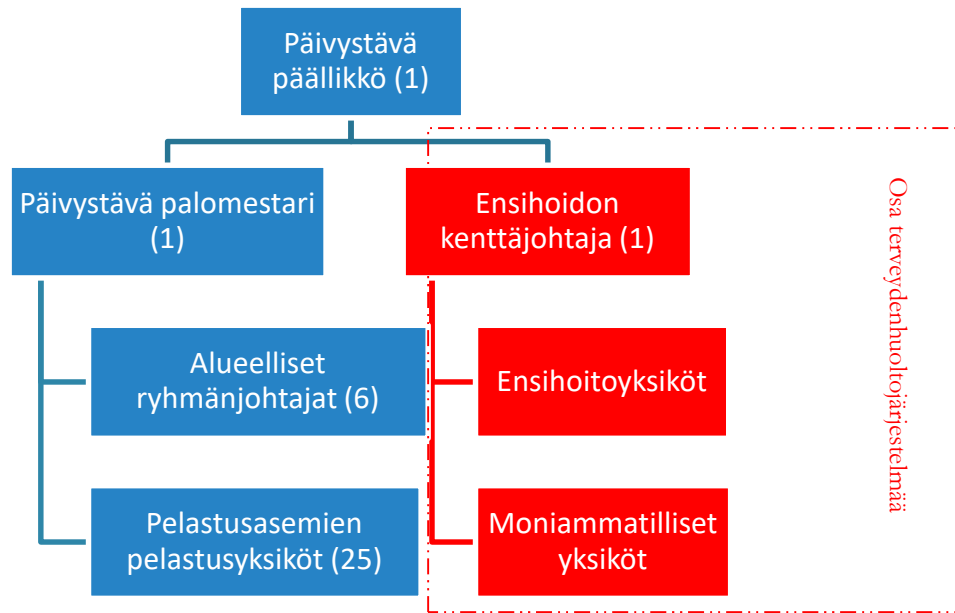 Päivystävä
päällikkö (1)
Päivystävä palomestari
(1)
Ensihoidon
kenttäjohtaja (1)
Alueelliset
ryhmänjohtajat (6)
Ensihoitoyksiköt
Pelastusasemien
pelastusyksiköt (25)
Moniammatilliset
yksiköt
Osa terveydenhuoltojärjestelmää